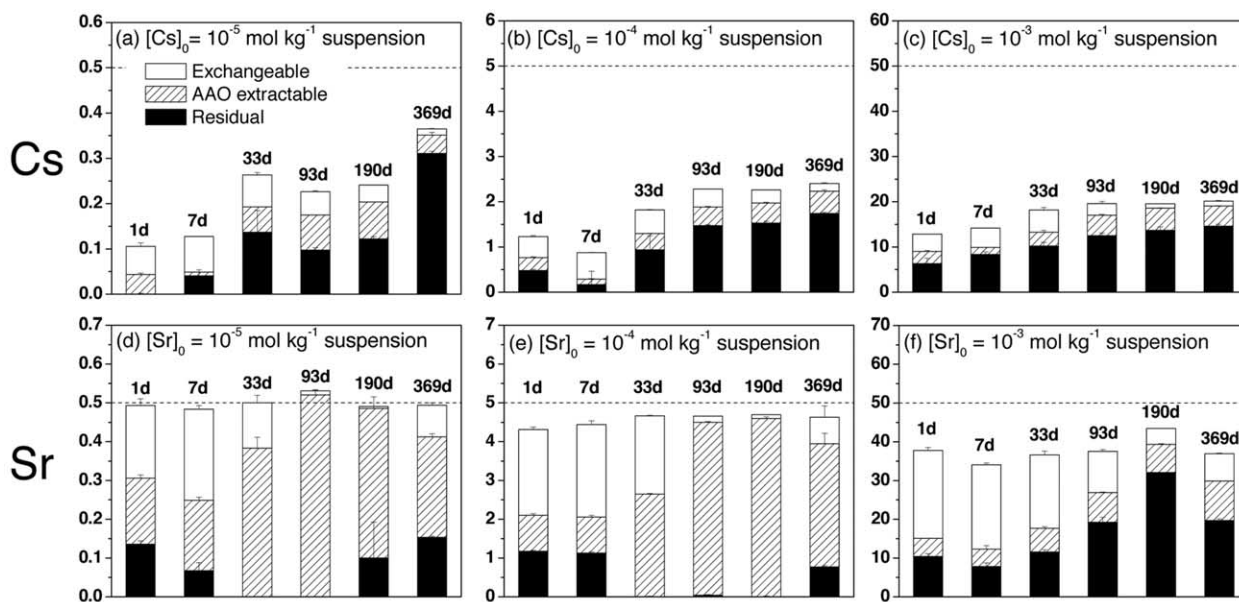 Cs
(a) [Cs]₀= 10⁻⁵ mol kg⁻¹ suspension
Exchangeable
AAO extractable
Residual
0.6
0.5
0.4
0.3
0.2
0.1
0.0
1d
7d
33d
93d
190d
369d
(b) [Cs]₀= 10⁻⁴ mol kg⁻¹ suspension
6
5
4
3
2
1
0
1d
7d
33d
93d
190d
369d
(c) [Cs]₀= 10⁻³ mol kg⁻¹ suspension
60
50
40
30
20
10
0
1d
7d
33d
93d
190d
369d
Sr
(d) [Sr]₀ = 10⁻⁵ mol kg⁻¹ suspension
0.7
0.6
0.5
0.4
0.3
0.2
0.1
0.0
1d
7d
33d
93d
190d
369d
(e) [Sr]₀ = 10⁻⁴ mol kg⁻¹ suspension
7
6
5
4
3
2
1
0
1d
7d
33d
93d
190d
369d
(f) [Sr]₀ = 10⁻³ mol kg⁻¹ suspension
70
60
50
40
30
20
10
0
1d
7d
33d
93d
190d
369d